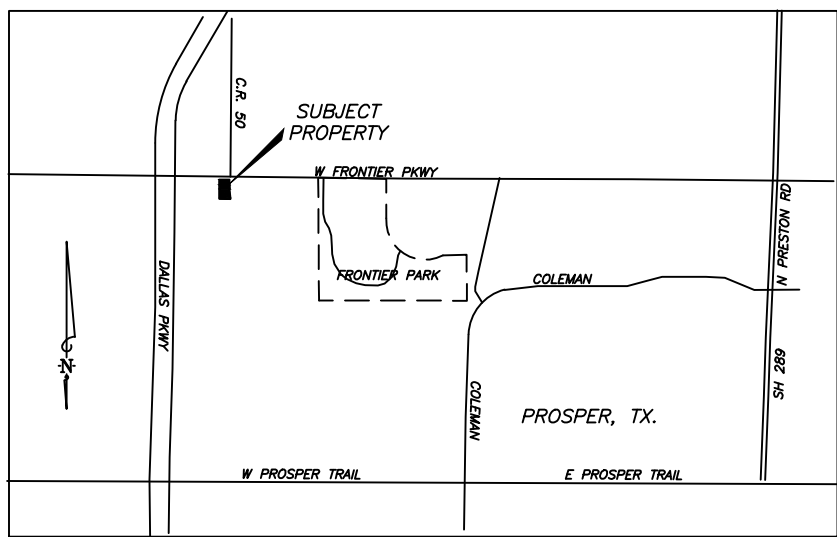 C.R. 50
SUBJECT
PROPERTY
W FRONTIER PKWY
N PRESTON RD
DALLAS PKWY
FRONTIER PARK
COLEMAN
N
SH 289
COLEMAN
PROSPER, TX.
W PROSPER TRAIL
E PROSPER TRAIL